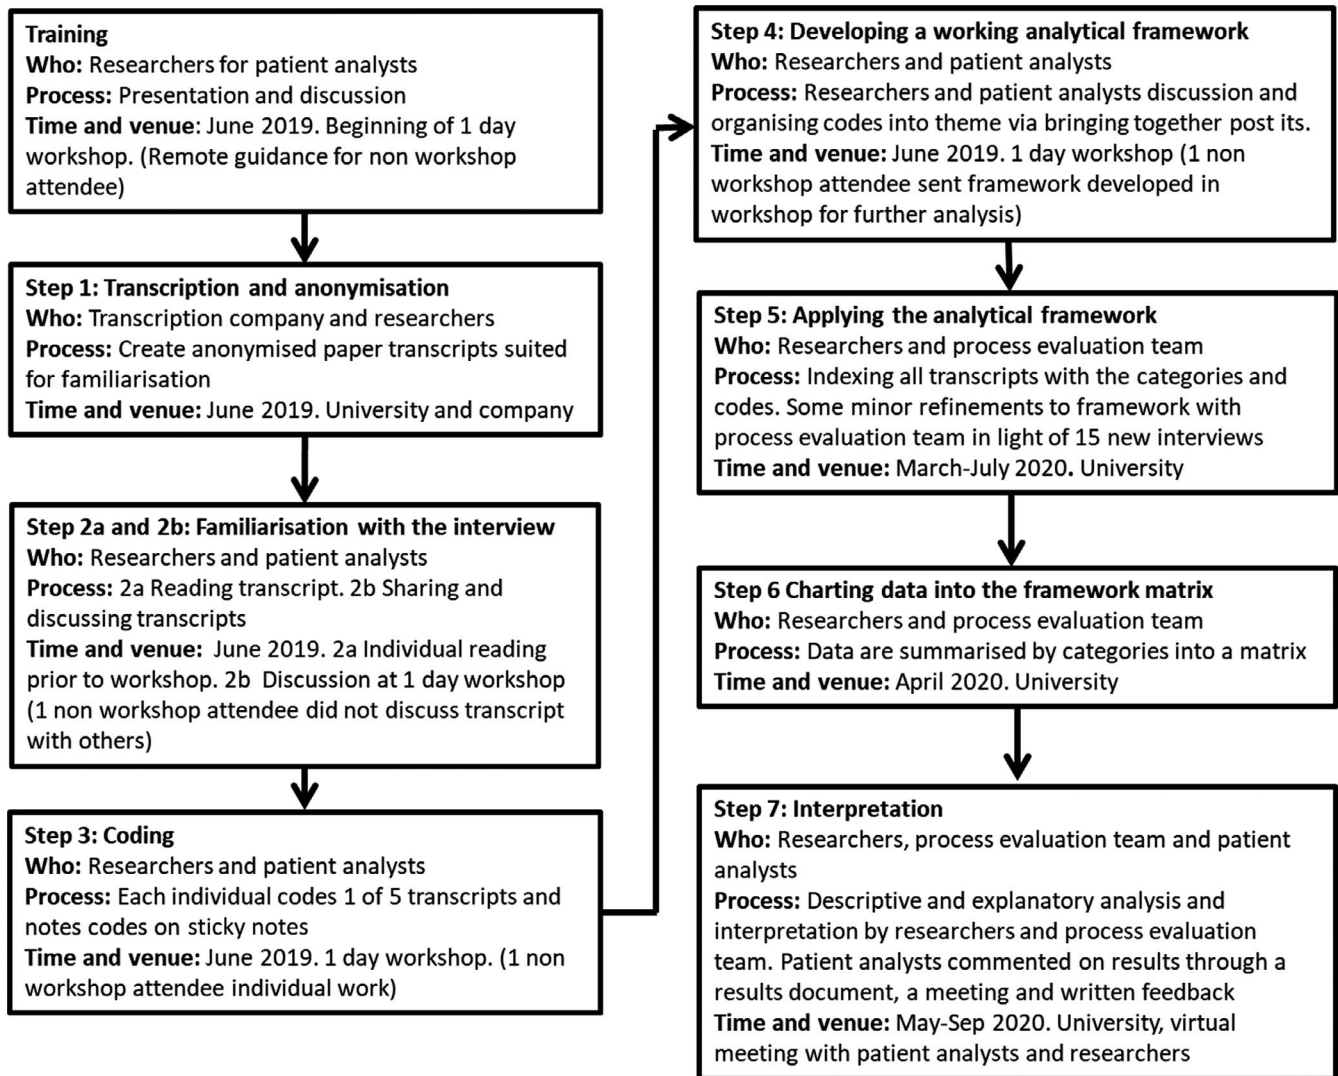 Training
Who: Researchers for patient analysts
Process: Presentation and discussion
Time and venue: June 2019. Beginning of 1 day
workshop. (Remote guidance for non workshop
attendee)
Step 1: Transcription and anonymisation
Who: Transcription company and researchers
Process: Create anonymised paper transcripts suited
for familiarisation
Time and venue: June 2019. University and company
Step 2a and 2b: Familiarisation with the interview
Who: Researchers and patient analysts
Process: 2a Reading transcript. 2b Sharing and
discussing transcripts
Time and venue: June 2019. 2a Individual reading
prior to workshop. 2b Discussion at 1 day workshop
(1 non workshop attendee did not discuss transcript
with others)
Step 3: Coding
Who: Researchers and patient analysts
Process: Each individual codes 1 of 5 transcripts and
notes codes on sticky notes
Time and venue: June 2019. 1 day workshop. (1 non
workshop attendee individual work)
Step 4: Developing a working analytical framework
Who: Researchers and patient analysts
Process: Researchers and patient analysts discussion and
organising codes into theme via bringing together post its.
Time and venue: June 2019. 1 day workshop (1 non
workshop attendee sent framework developed in
workshop for further analysis)
Step 5: Applying the analytical framework
Who: Researchers and process evaluation team
Process: Indexing all transcripts with the categories and
codes. Some minor refinements to framework with
process evaluation team in light of 15 new interviews
Time and venue: March-July 2020. University
Step 6 Charting data into the framework matrix
Who: Researchers and process evaluation team
Process: Data are summarised by categories into a matrix
Time and venue: April 2020. University
Step 7: Interpretation
Who: Researchers, process evaluation team and patient
analysts
Process: Descriptive and explanatory analysis and
interpretation by researchers and process evaluation
team. Patient analysts commented on results through a
results document, a meeting and written feedback
Time and venue: May-Sep 2020. University, virtual
meeting with patient analysts and researchers